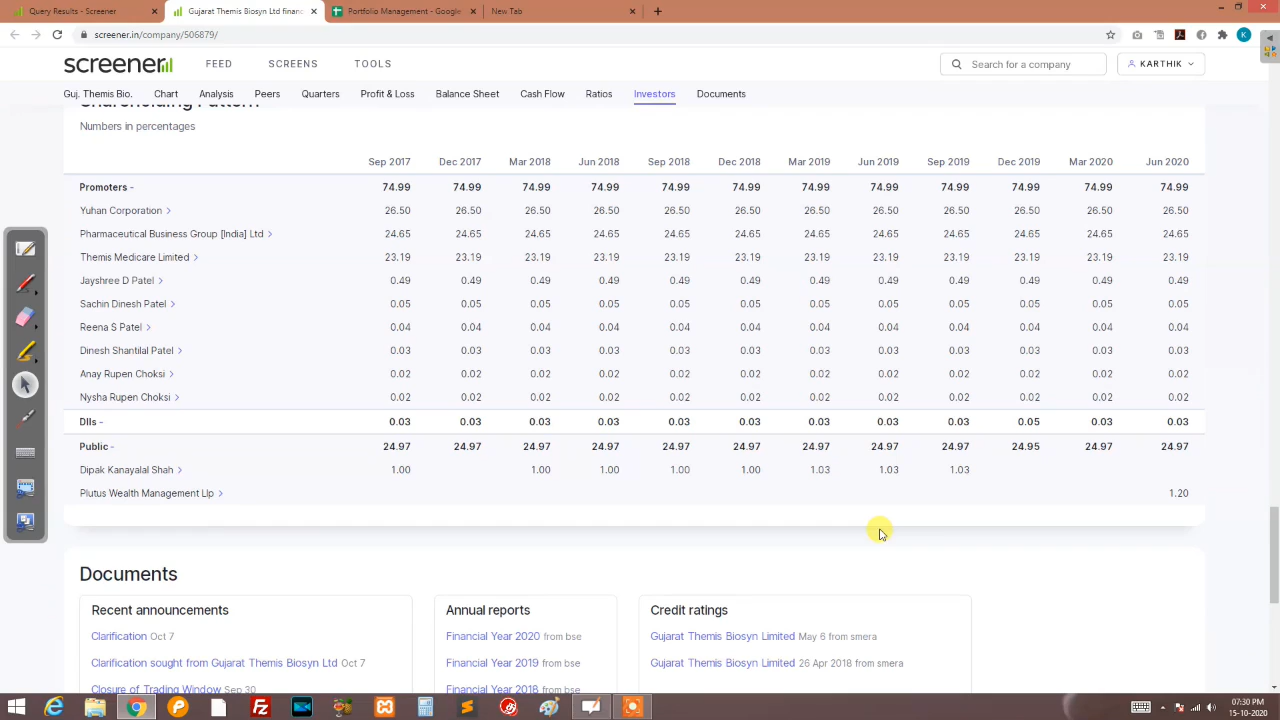 Query Results - Screener
Gujarat Themis Biosyn Ltd financ
Portfolio Management - Google
New Tab
screener.in/company/506879/
K
screener
FEED
SCREENS
TOOLS
Search for a company
KARTHIK
Guj. Themis Bio.
Chart
Analysis
Peers
Quarters
Profit & Loss
Balance Sheet
Cash Flow
Ratios
Investors
Documents
Shareholding Pattern
Numbers in percentages
Sep 2017 Dec 2017 Mar 2018 Jun 2018 Sep 2018 Dec 2018 Mar 2019 Jun 2019 Sep 2019 Dec 2019 Mar 2020 Jun 2020
Promoters - 74.99 74.99 74.99 74.99 74.99 74.99 74.99 74.99 74.99 74.99 74.99 74.99
Yuhan Corporation 26.50 26.50 26.50 26.50 26.50 26.50 26.50 26.50 26.50 26.50 26.50 26.50
Pharmaceutical Business Group [India] Ltd 24.65 24.65 24.65 24.65 24.65 24.65 24.65 24.65 24.65 24.65 24.65 24.65
Themis Medicare Limited 23.19 23.19 23.19 23.19 23.19 23.19 23.19 23.19 23.19 23.19 23.19 23.19
Jayshree D Patel 0.49 0.49 0.49 0.49 0.49 0.49 0.49 0.49 0.49 0.49 0.49 0.49
Sachin Dinesh Patel 0.05 0.05 0.05 0.05 0.05 0.05 0.05 0.05 0.05 0.05 0.05 0.05
Reena S Patel 0.04 0.04 0.04 0.04 0.04 0.04 0.04 0.04 0.04 0.04 0.04 0.04
Dinesh Shantilal Patel 0.03 0.03 0.03 0.03 0.03 0.03 0.03 0.03 0.03 0.03 0.03 0.03
Anay Rupen Choksi 0.02 0.02 0.02 0.02 0.02 0.02 0.02 0.02 0.02 0.02 0.02 0.02
Nysha Rupen Choksi 0.02 0.02 0.02 0.02 0.02 0.02 0.02 0.02 0.02 0.02 0.02 0.02
DIIs - 0.03 0.03 0.03 0.03 0.03 0.03 0.03 0.03 0.03 0.05 0.03 0.03
Public - 24.97 24.97 24.97 24.97 24.97 24.97 24.97 24.97 24.97 24.95 24.97 24.97
Dipak Kanayalal Shah 1.00 1.00 1.00 1.00 1.00 1.03 1.03 1.03
Plutus Wealth Management Llp 1.20
Documents
Recent announcements
Clarification Oct 7
Clarification sought from Gujarat Themis Biosyn Ltd Oct 7
Closure of Trading Window Sep 30
Annual reports
Financial Year 2020 from bse
Financial Year 2019 from bse
Financial Year 2018 from bse
Credit ratings
Gujarat Themis Biosyn Limited May 6 from smera
Gujarat Themis Biosyn Limited 26 Apr 2018 from smera
07:30 PM
15-10-2020